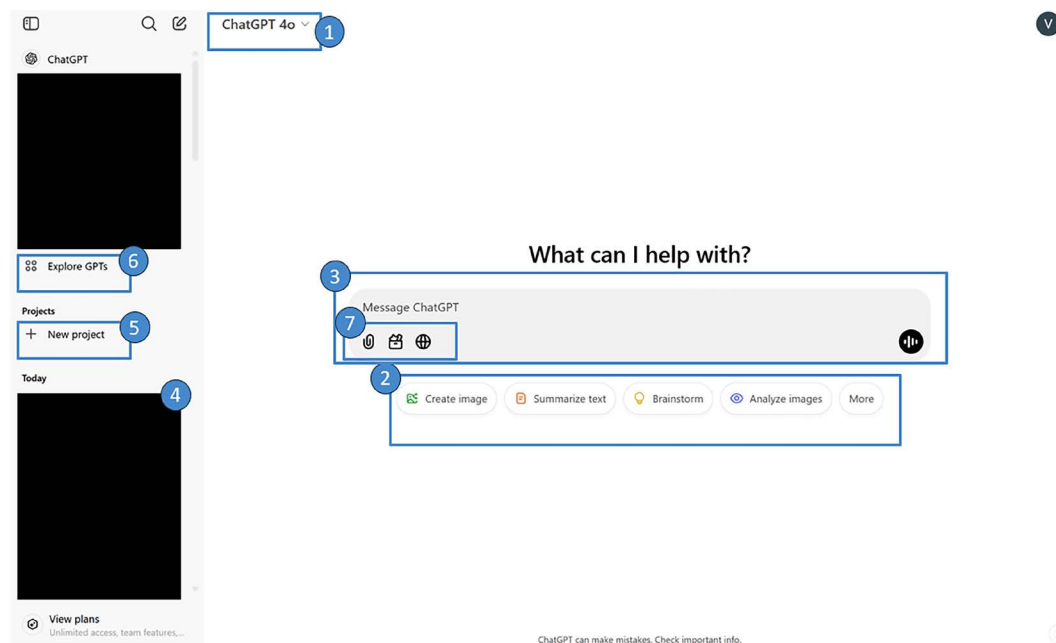 ChatGPT 4o
1
V
ChatGPT
6
Explore GPTs
Projects
5
New project
Today
4
View plans
Unlimited access, team features,...
What can I help with?
3
Message ChatGPT
7
2
Create image
Summarize text
Brainstorm
Analyze images
More
ChatGPT can make mistakes. Check important info.